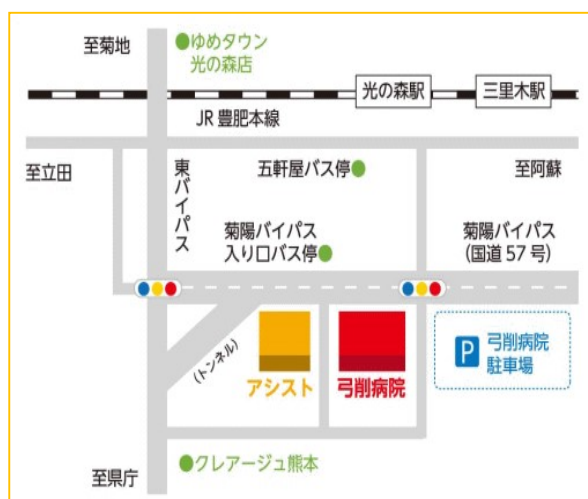 至菊地
●ゆめタウン
光の森店
光の森駅
三里木駅
JR 豊肥本線
至立田
東バイパス
五軒屋バス停●
至阿蘇
菊陽バイパス
入り口バス停●
菊陽バイパス
(国道 57 号)
(トンネル)
アシスト
弓削病院
P 弓削病院
駐車場
至県庁
●クレアージュ熊本